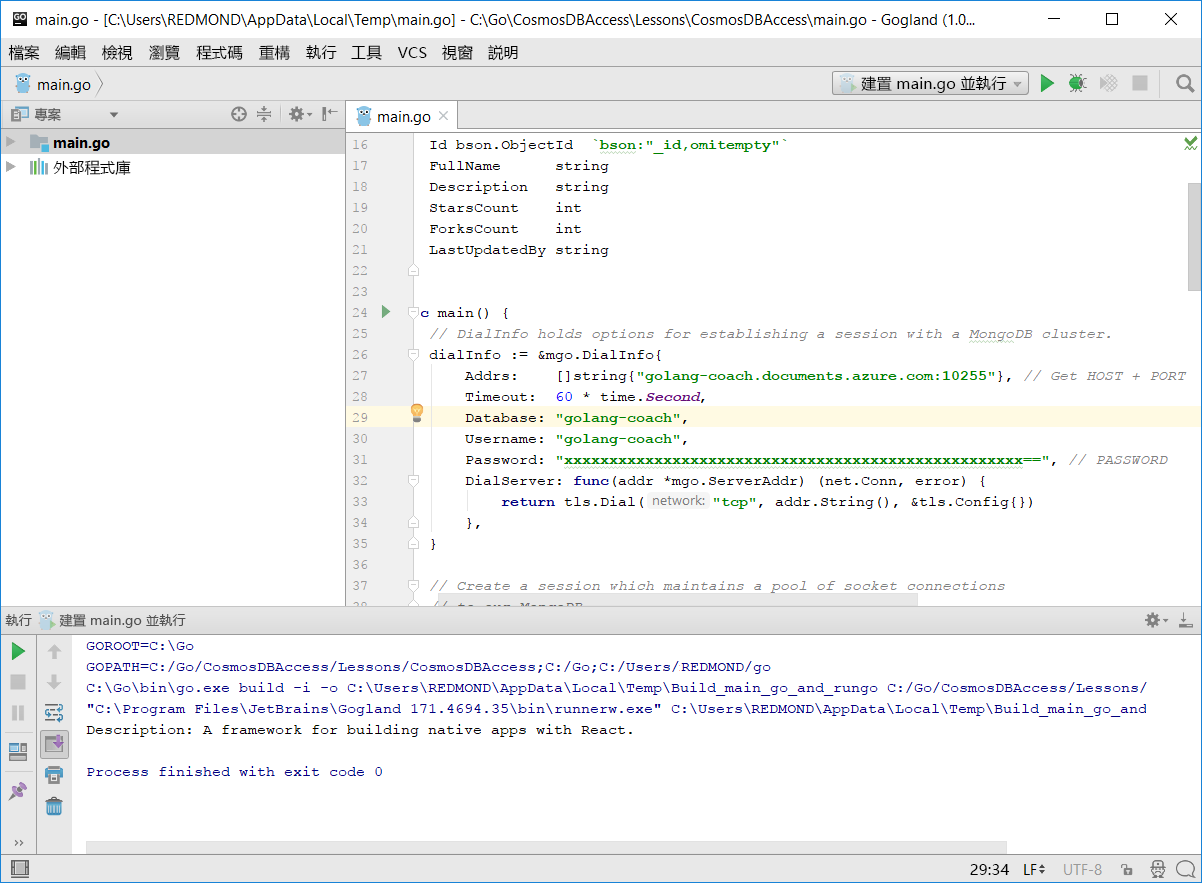 main.go - [C:\Users\REDMOND\AppData\Local\Temp\main.go] - C:\Go\CosmosDBAccess\Lessons\CosmosDBAccess\main.go - Gogland (1.0...
檔案 編輯 檢視 瀏覽 程式碼 重構 執行 工具 VCS 視窗 説明
main.go 建置 main.go 並執行
專案 main.go
main.go
外部程式庫
16 Id bson.ObjectId `bson:"_id,omitempty"`
17 FullName string
18 Description string
19 StarsCount int
20 ForksCount int
21 LastUpdatedBy string
22
23
24 c main() {
25 // DialInfo holds options for establishing a session with a MongoDB cluster.
26 dialInfo := &mgo.DialInfo{
27 Addrs: []string{"golang-coach.documents.azure.com:10255"}, // Get HOST + PORT
28 Timeout: 60 * time.Second,
29 Database: "golang-coach",
30 Username: "golang-coach",
31 Password: "xxxxxxxxxxxxxxxxxxxxxxxxxxxxxxxxxxxxxxxxxxxxxxxxxxx==", // PASSWORD
32 DialServer: func(addr *mgo.ServerAddr) (net.Conn, error) {
33 return tls.Dial( network: "tcp", addr.String(), &tls.Config{})
34 },
35 }
36
37 // Create a session which maintains a pool of socket connections
38 // to our MongoDB
執行 建置 main.go 並執行
GOROOT=C:\Go
GOPATH=C:/Go/CosmosDBAccess/Lessons/CosmosDBAccess;C:/Go;C:/Users/REDMOND/go
C:\Go\bin\go.exe build -i -o C:\Users\REDMOND\AppData\Local\Temp\Build_main_go_and_rungo C:/Go/CosmosDBAccess/Lessons/
"C:\Program Files\JetBrains\Gogland 171.4694.35\bin\runnerw.exe" C:\Users\REDMOND\AppData\Local\Temp\Build_main_go_and
Description: A framework for building native apps with React.
Process finished with exit code 0
29:34 LF UTF-8